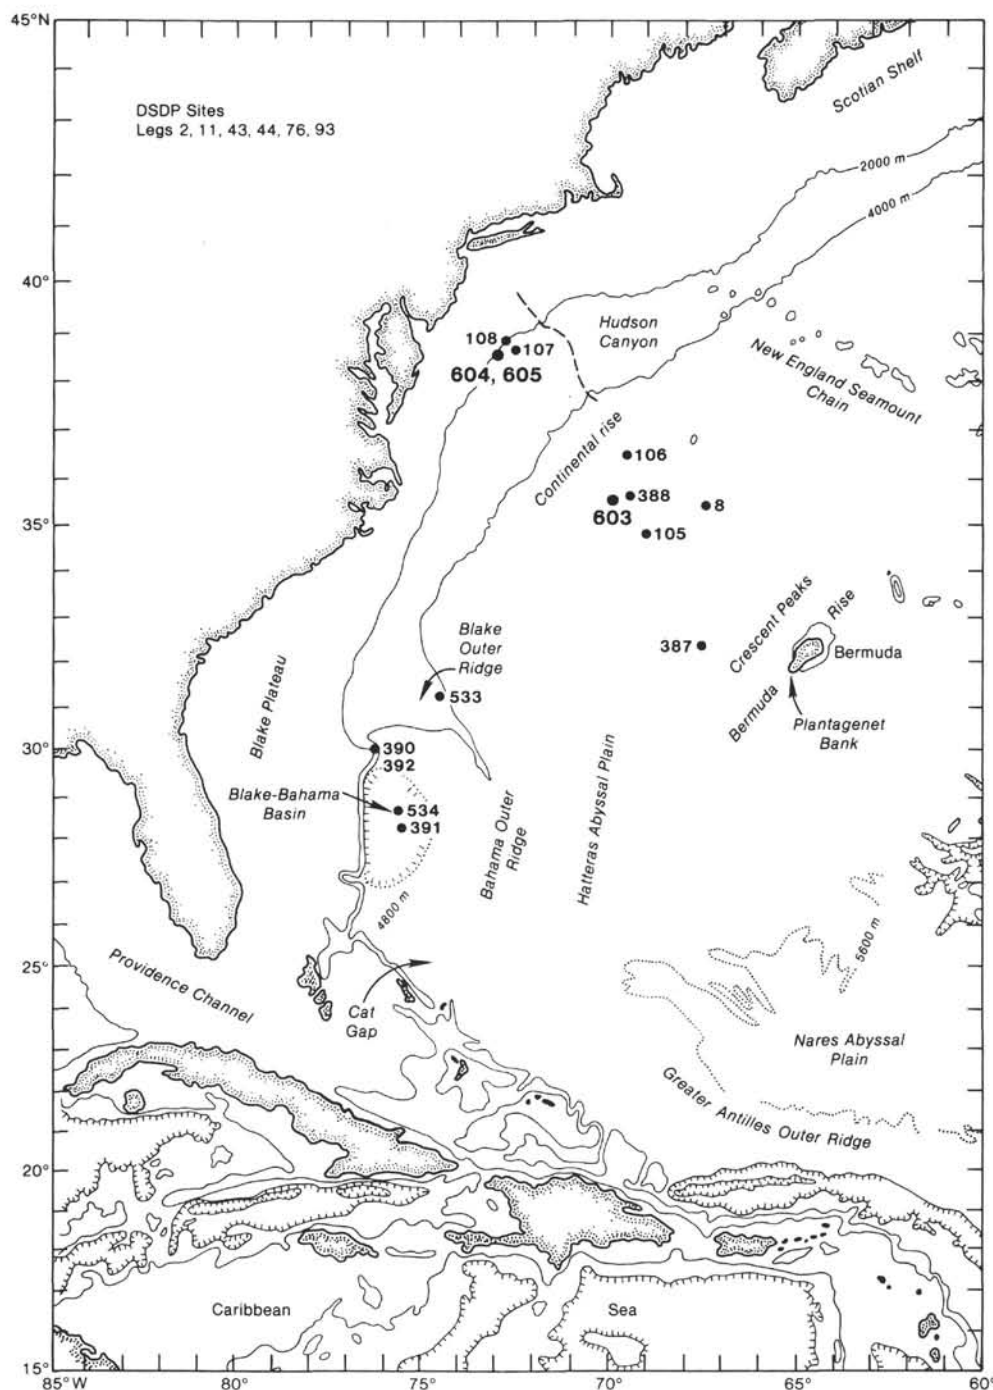 45°N
Scotian Shelf
DSDP Sites
Legs 2, 11, 43, 44, 76, 93
2000 m
4000 m
40°
108
107
604, 605
Hudson
Canyon
New England Seamount
Chain
Continental rise
106
388
8
603
105
35°
Crescent Peaks
Bermuda Rise
Bermuda
387
Blake
Outer
Ridge
533
Plantagenet
Bank
Blake Plateau
30°
390
392
Blake-Bahama
Basin
534
391
Bahama Outer
Ridge
Hatteras Abyssal Plain
4800 m
5600 m
25°
Providence Channel
Cat
Gap
Nares Abyssal
Plain
Greater Antilles Outer Ridge
20°
Caribbean
Sea
15°
85°W
80°
75°
70°
65°
60°